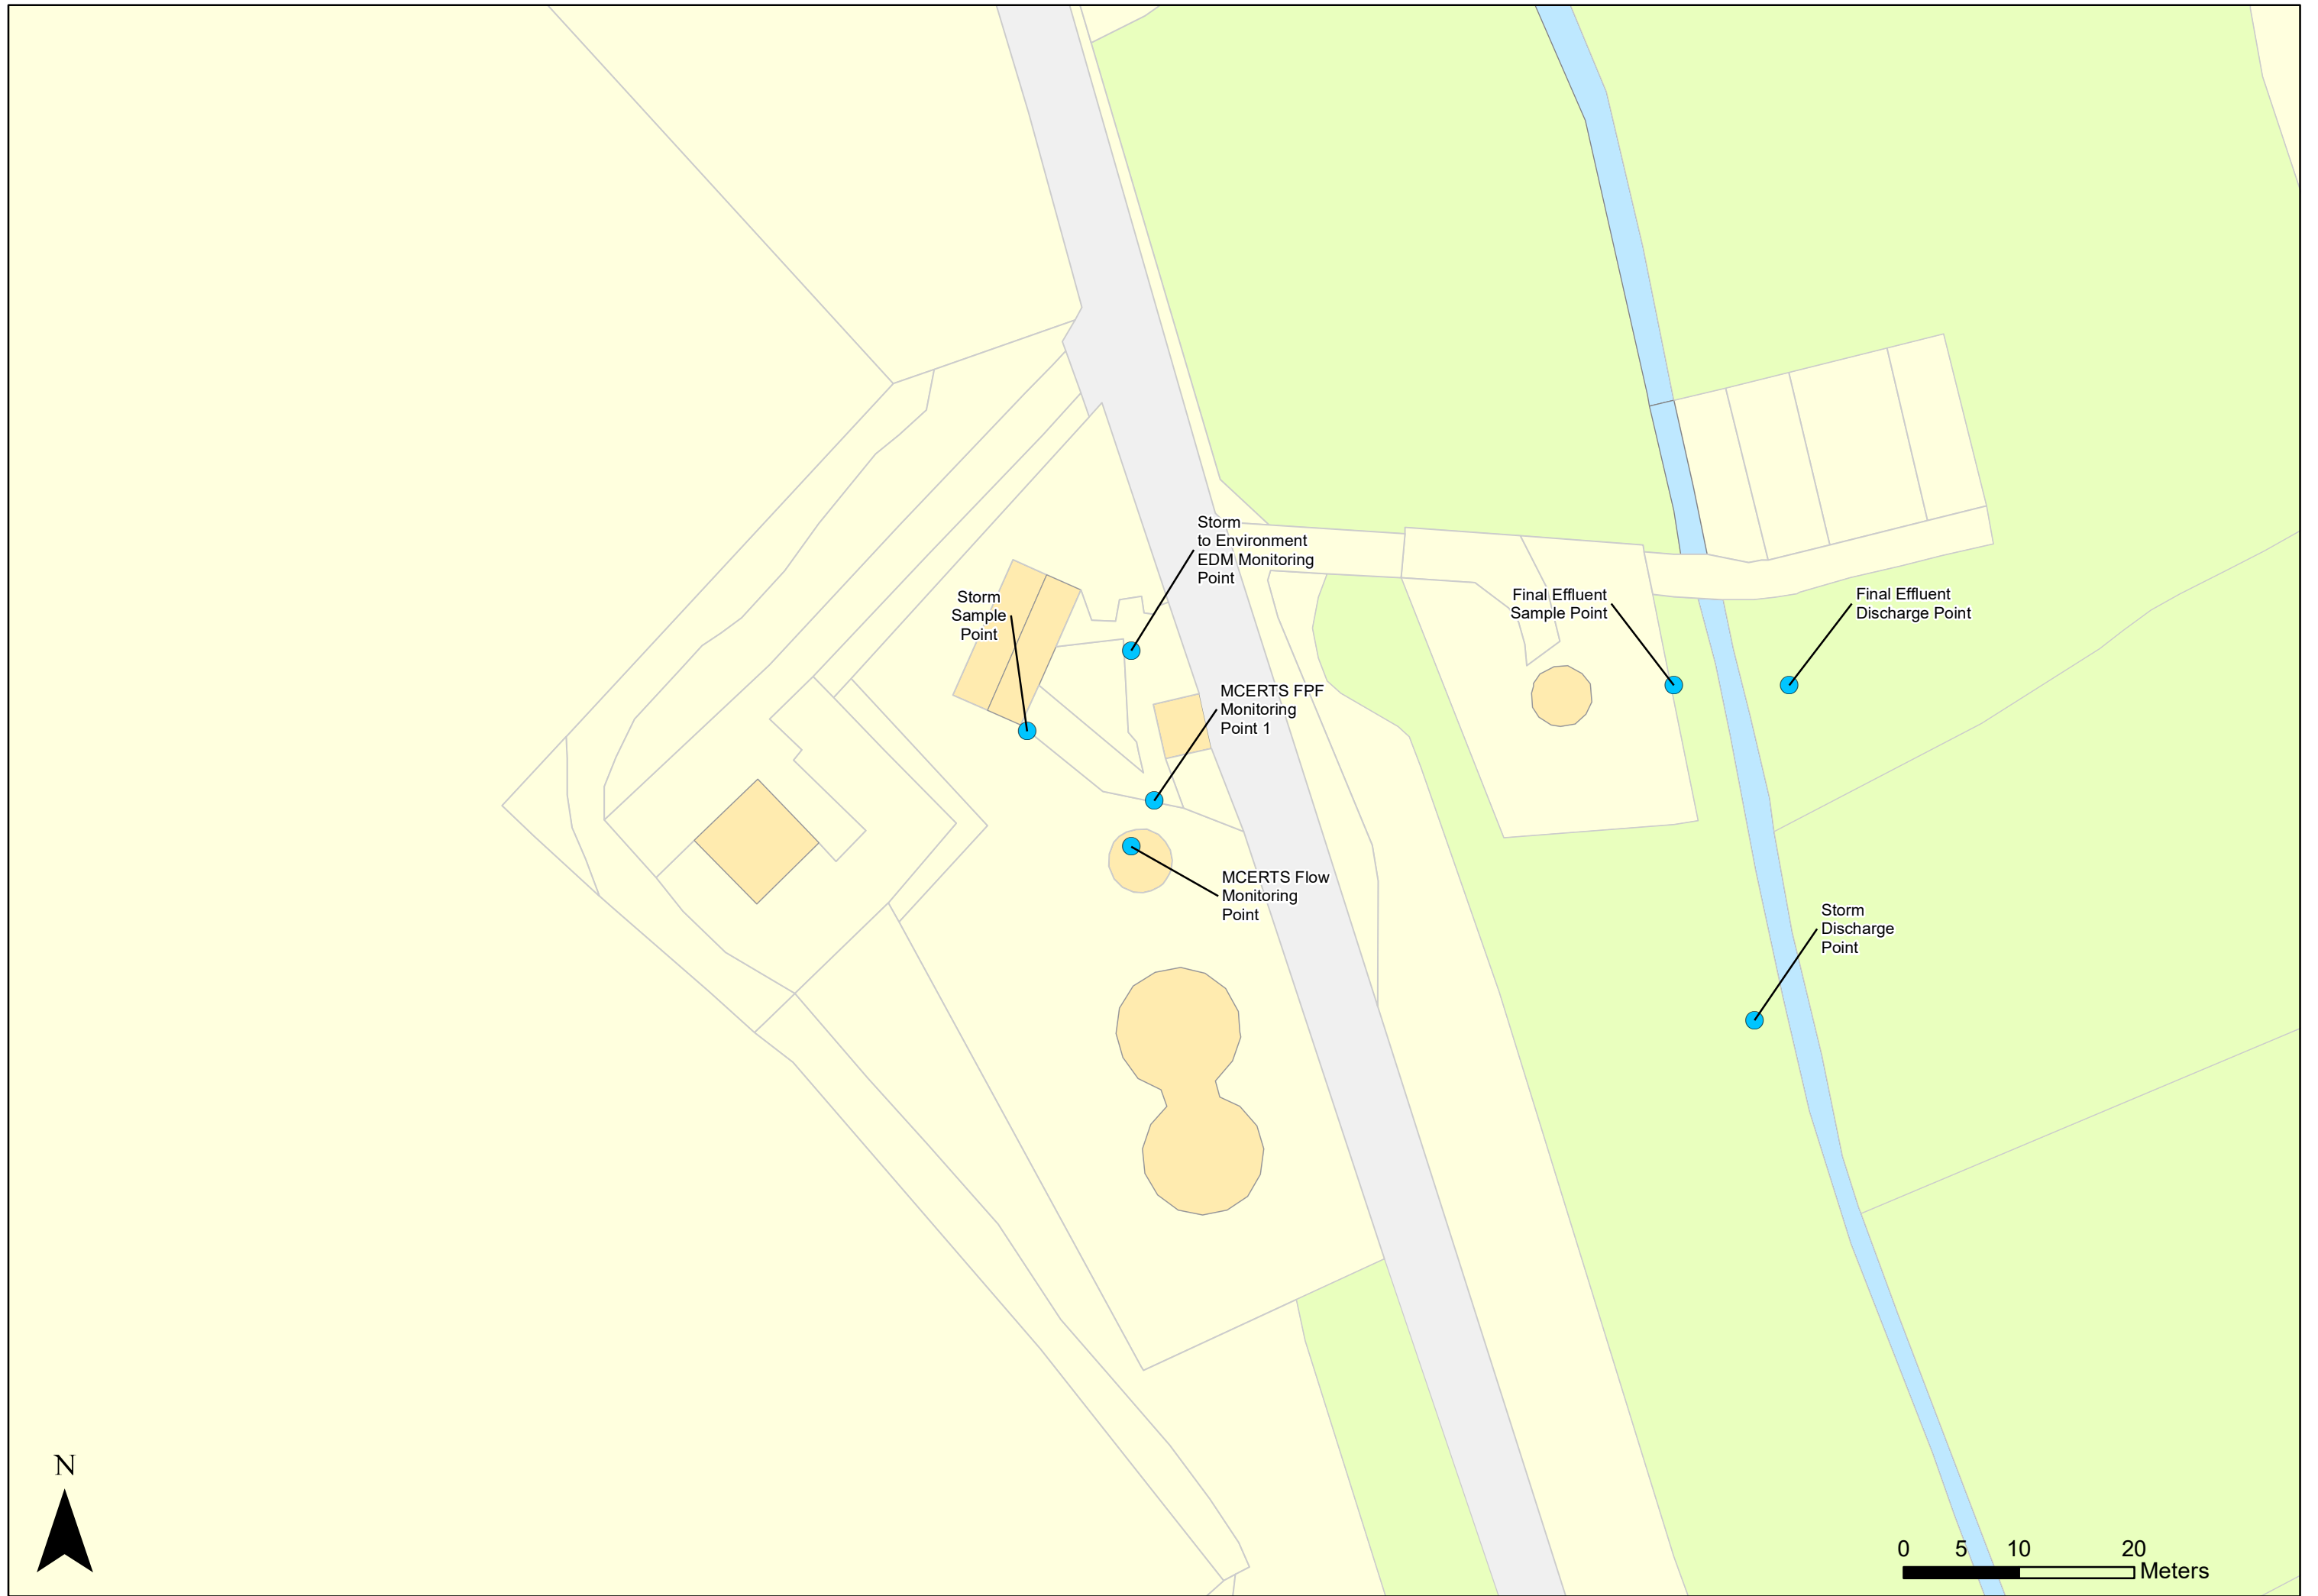 Storm
to Environment
EDM Monitoring
Point
Storm
Sample
Point
Final Effluent
Sample Point
Final Effluent
Discharge Point
MCERTS FPF
Monitoring
Point 1
MCERTS Flow
Monitoring
Point
Storm
Discharge
Point
N
0 5 10 20
Meters